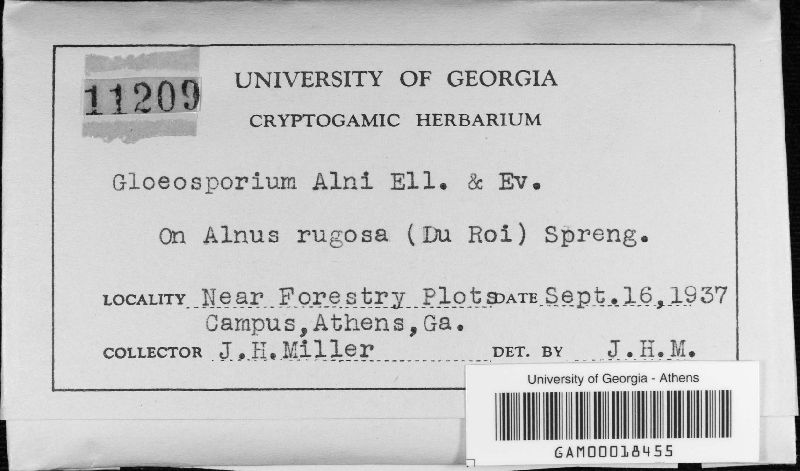 11209
UNIVERSITY OF GEORGIA
CRYPTOGAMIC HERBARIUM
Gloeosporium Alni Ell. & Ev.
On Alnus rugosa (Du Roi) Spreng.
LOCALITY Near Forestry Plots DATE Sept.16,1937
Campus,Athens,Ga.
COLLECTOR J.H.Miller DET. BY J.H.M.
University of Georgia - Athens
GAM00018455